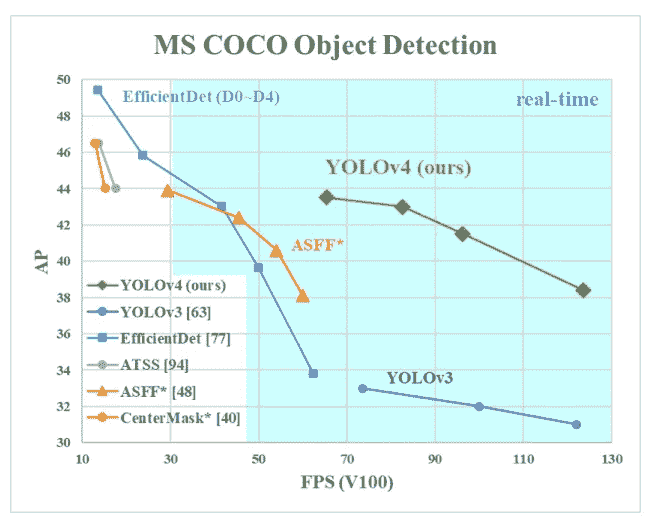 MS COCO Object Detection
50
48
46
44
42
40
38
36
34
32
30
AP
EfficientDet (D0~D4)
real-time
YOLOv4 (ours)
ASFF*
YOLOv3
YOLOv4 (ours)
YOLOv3 [63]
EfficientDet [77]
ATSS [94]
ASFF* [48]
CenterMask* [40]
10 30 50 70 90 110 130
FPS (V100)